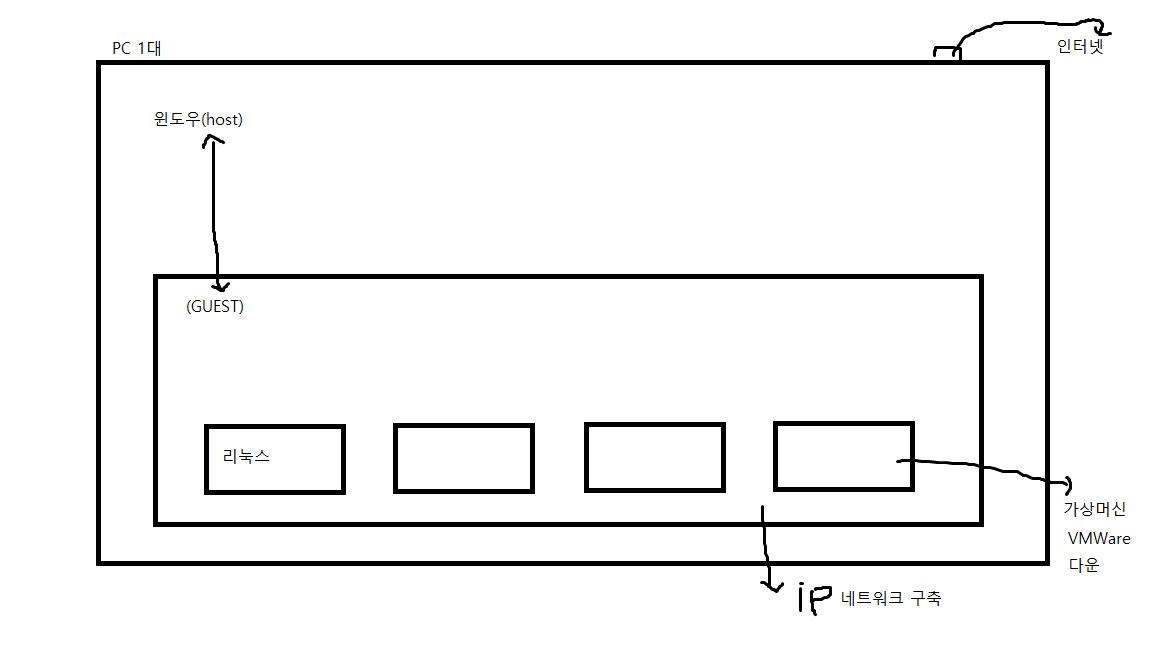 PC 1대
인터넷
윈도우(host)
(GUEST)
리눅스
가상머신
VMWare
다운
iP 네트워크 구축